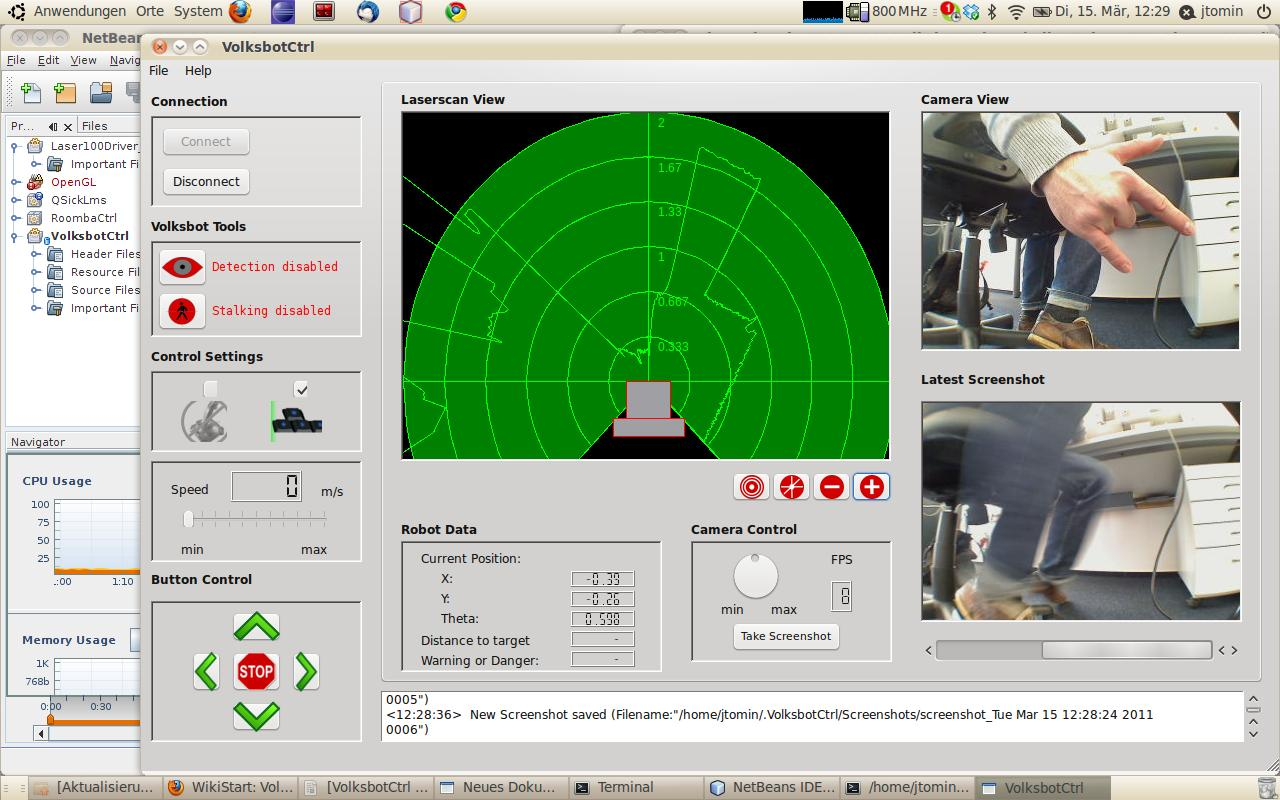 Anwendungen Orte System 800 MHz Di, 15. Mär, 12:29 jtomin
VolksbotCtrl
File Edit View
File Help
Files
Laser100Driver
Important Fi
OpenGL
QSickLms
RoombaCtrl
VolksbotCtrl
Header Files
Resource Fil
Source Files
Important Fi
Navigator
CPU Usage
100
75
50
25
:00 1:10
Memory Usage
1K
768b
0:00 0:30
Connection
Connect
Disconnect
Volksbot Tools
Detection disabled
Stalking disabled
Control Settings
Speed 0 m/s
min max
Button Control
STOP
Laserscan View
2
1.67
1.33
1
0.667
0.333
Robot Data
Current Position:
X: -0.39
Y: -0.26
Theta: 0.598
Distance to target -
Warning or Danger: -
Camera Control
FPS
0
min max
Take Screenshot
Camera View
Latest Screenshot
0005")
<12:28:36> New Screenshot saved (Filename:"/home/jtomin/.VolksbotCtrl/Screenshots/screenshot_Tue Mar 15 12:28:24 2011
0006")
[Aktualisieru... WikiStart: Vol... [VolksbotCtrl ... Neues Doku... Terminal NetBeans IDE... /home/jtomin... VolksbotCtrl